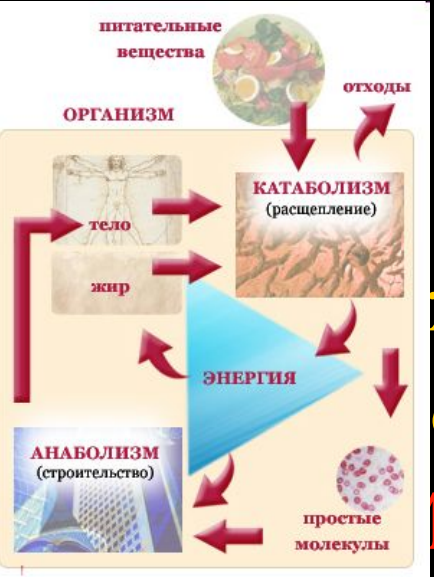 питательные
вещества
отходы
ОРГАНИЗМ
КАТАБОЛИЗМ
(расщепление)
тело
жир
ЭНЕРГИЯ
АНАБОЛИЗМ
(строительство)
простые
молекулы